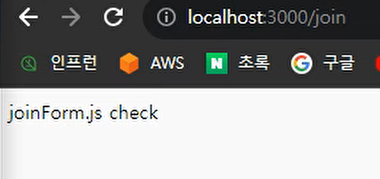 localhost:3000/join
인프런 AWS N 초록 G 구글
joinForm.js check